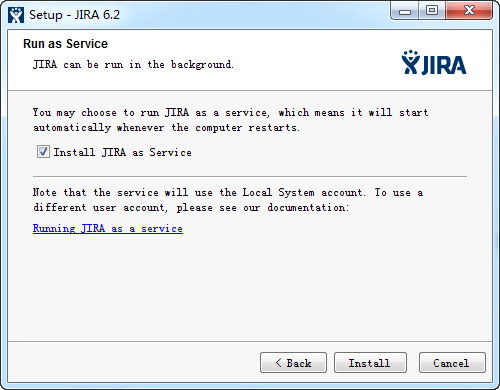 Setup - JIRA 6.2
Run as Service
JIRA can be run in the background.
JIRA
You may choose to run JIRA as a service, which means it will start
automatically whenever the computer restarts.
Install JIRA as Service
Note that the service will use the Local System account. To use a
different user account, please see our documentation:
Running JIRA as a service
< Back
Install
Cancel